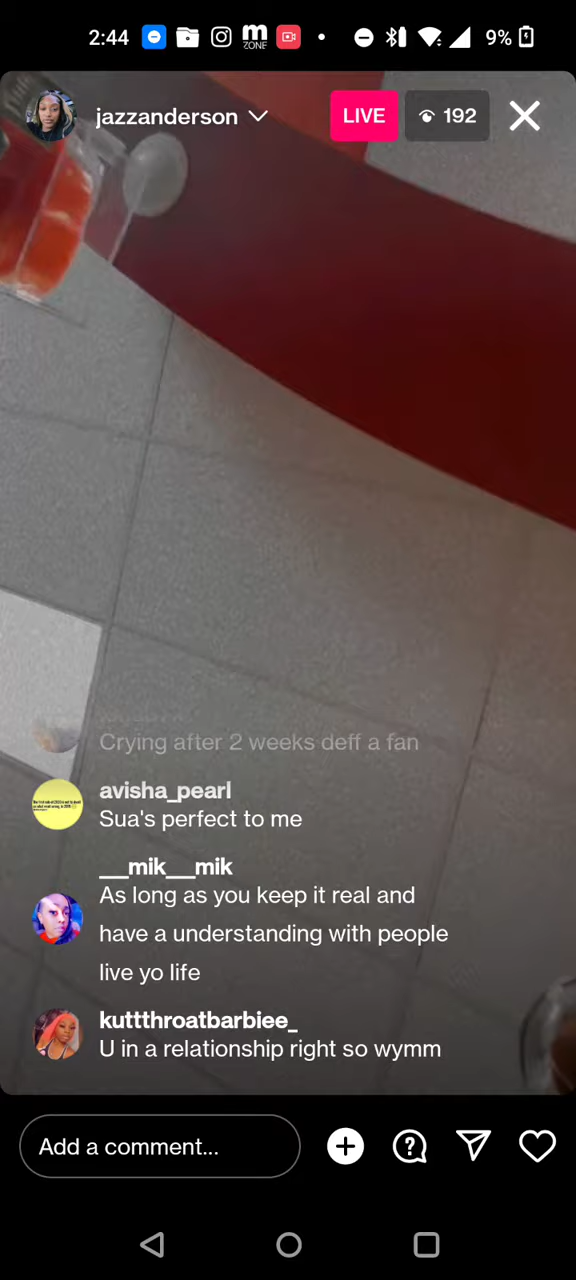 2:44
m
ZONE
9%
jazzanderson
LIVE
192
Crying after 2 weeks deff a fan
avisha_pearl
Sua's perfect to me
__mik__mik
As long as you keep it real and
have a understanding with people
live yo life
kuttthroatbarbiee_
U in a relationship right so wymm
Add a comment...